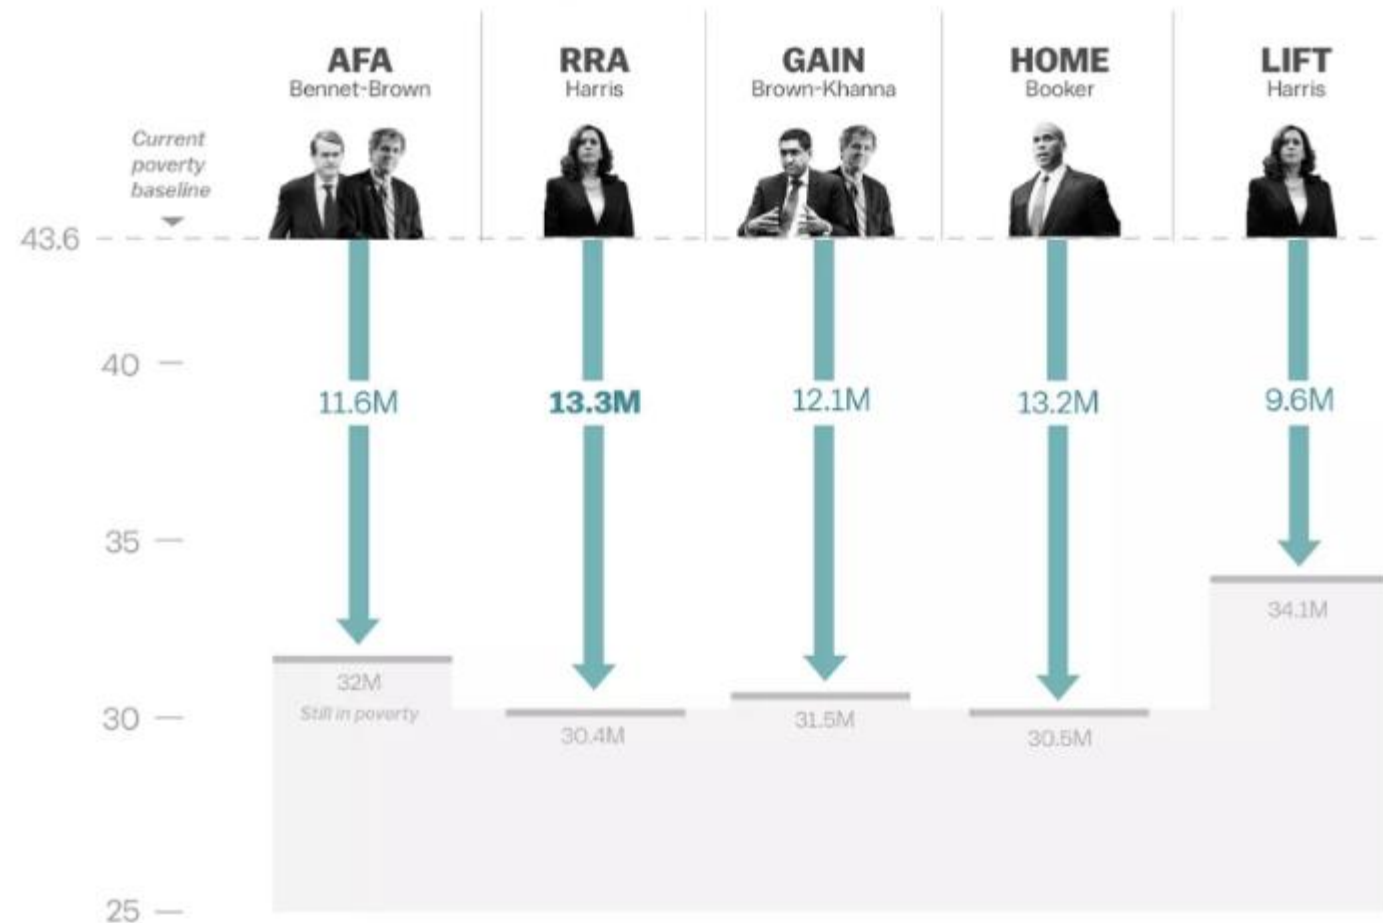 AFA
Bennet-Brown
RRA
Harris
GAIN
Brown-Khanna
HOME
Booker
LIFT
Harris
Current
poverty
baseline
43.6
40
11.6M
13.3M
12.1M
13.2M
9.6M
35
34.1M
32M
Still in poverty
30
30.4M
31.5M
30.5M
25